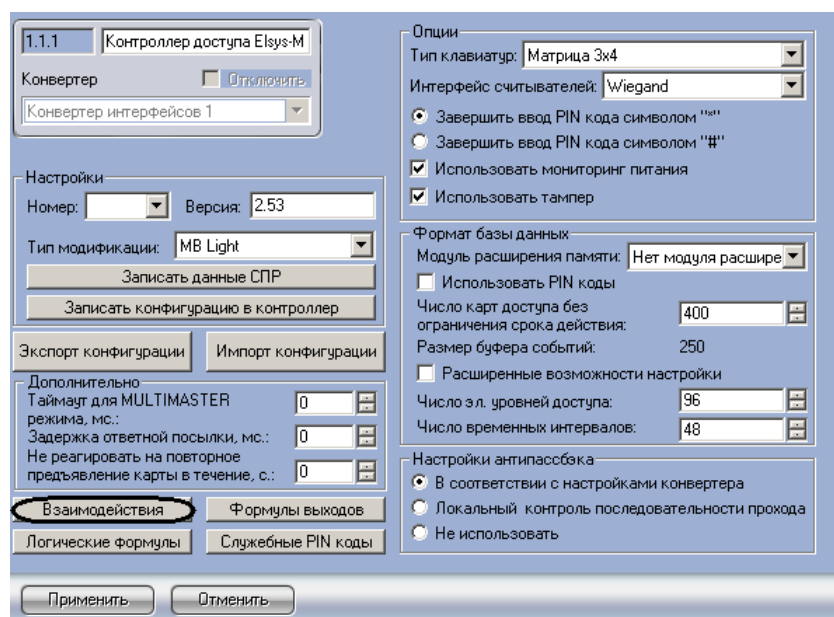 1.1.1 Контроллер доступа Elsys-M
Конвертер Отключить
Конвертер интерфейсов 1
Настройки
Номер: Версия: 2.53
Тип модификации: MB Light
Записать данные СПР
Записать конфигурацию в контроллер
Экспорт конфигурации Импорт конфигурации
Дополнительно
Таймаут для MULTIMASTER
режима, мс.: 0
Задержка ответной посылки, мс.: 0
Не реагировать на повторное
предъявление карты в течение, с.: 0
Взаимодействия Формулы выходов
Логические формулы Служебные PIN коды
Опции
Тип клавиатур: Матрица 3x4
Интерфейс считывателей: Wiegand
Завершить ввод PIN кода символом "*"
Завершить ввод PIN кода символом "#"
Использовать мониторинг питания
Использовать тампер
Формат базы данных
Модуль расширения памяти: Нет модуля расшире
Использовать PIN коды
Число карт доступа без
ограничения срока действия: 400
Размер буфера событий: 250
Расширенные возможности настройки
Число эл. уровней доступа: 96
Число временных интервалов: 48
Настройки антипассбэка
В соответствии с настройками конвертера
Локальный контроль последовательности прохода
Не использовать
Применить Отменить